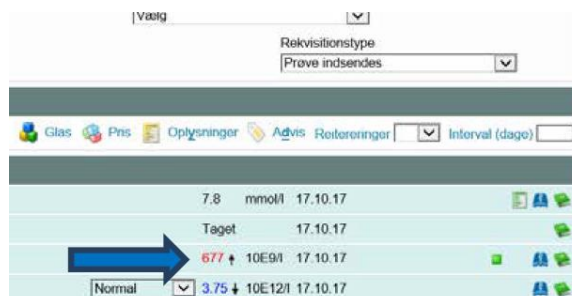 Vælg
Rekvisitionstype
Prøve indsendes
Glas Pris Oplysninger Advis Reitereringer Interval (dage)
7.8 mmol/l 17.10.17
Taget 17.10.17
677 10E9/l 17.10.17
Normal 3.75 10E12/l 17.10.17